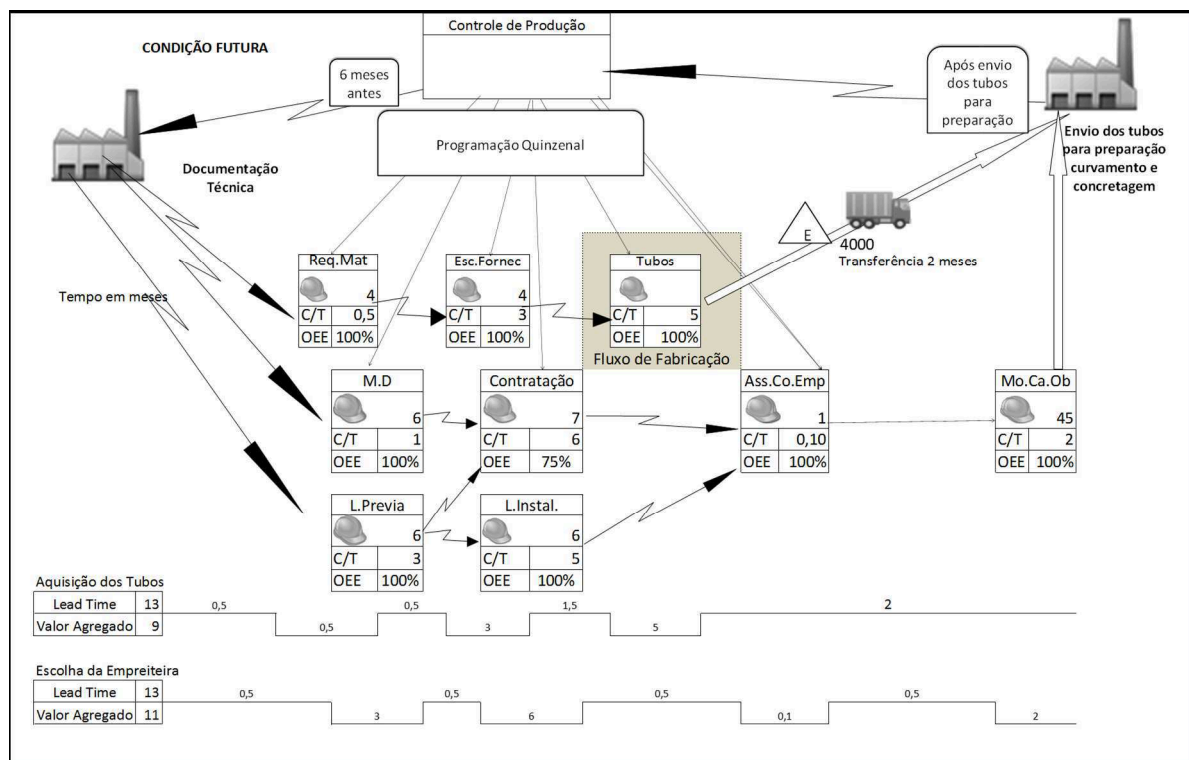 Controle de Produção
CONDIÇÃO FUTURA
6 meses
antes
Após envio
dos tubos
para
preparação
Programação Quinzenal
Envio dos tubos
para preparação
curvamento e
concretagem
Documentação
Técnica
E
4000
Transferência 2 meses
Tempo em meses
Req.Mat
4
C/T 0,5
OEE 100%
Esc.Fornec
4
C/T 3
OEE 100%
Tubos
C/T 5
OEE 100%
Fluxo de Fabricação
M.D
6
C/T 1
OEE 100%
Contratação
7
C/T 6
OEE 75%
Ass.Co.Emp
1
C/T 0,10
OEE 100%
Mo.Ca.Ob
45
C/T 2
OEE 100%
L.Previa
6
C/T 3
OEE 100%
L.Instal.
6
C/T 5
OEE 100%
Aquisição dos Tubos
Lead Time 13
Valor Agregado 9
0,5 0,5 1,5 2
0,5 3 5
Escolha da Empreiteira
Lead Time 13
Valor Agregado 11
0,5 0,5 0,5 0,5
3 6 0,1 2